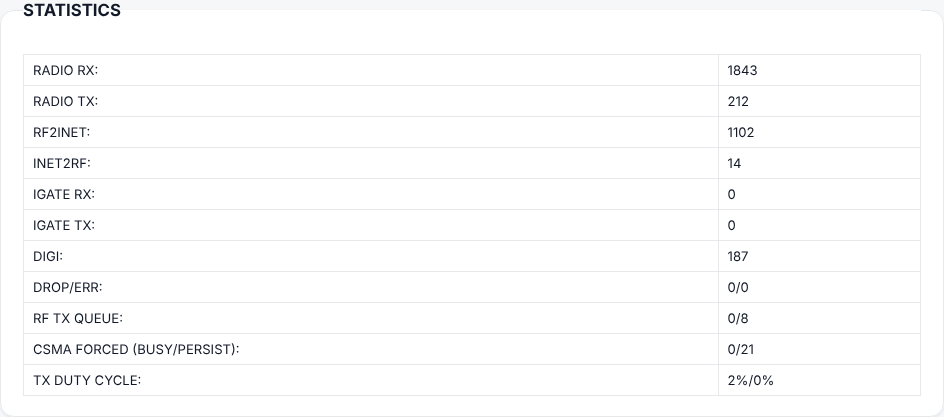 STATISTICS
RADIO RX: 1843
RADIO TX: 212
RF2INET: 1102
INET2RF: 14
IGATE RX: 0
IGATE TX: 0
DIGI: 187
DROP/ERR: 0/0
RF TX QUEUE: 0/8
CSMA FORCED (BUSY/PERSIST): 0/21
TX DUTY CYCLE: 2%/0%